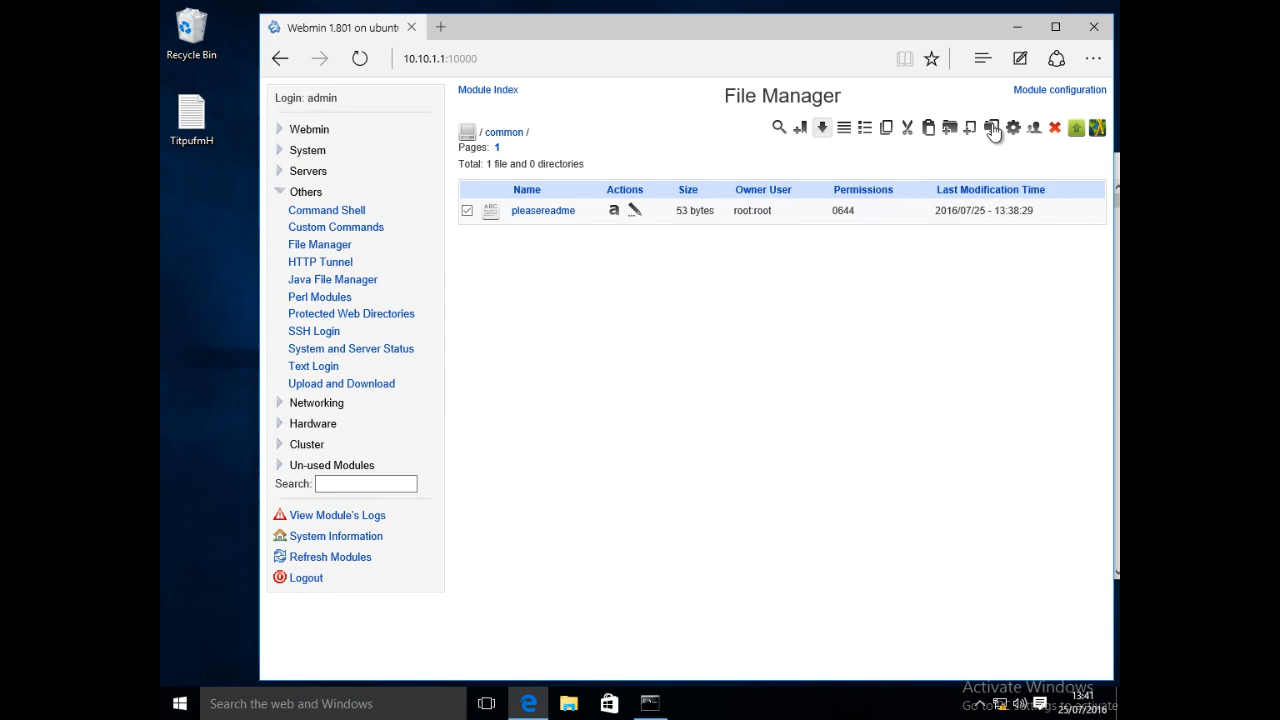 Recycle Bin
TitpufmH
Webmin 1.801 on ubunt
10.10.1.1:10000
Login: admin
Webmin
System
Servers
Others
Command Shell
Custom Commands
File Manager
HTTP Tunnel
Java File Manager
Perl Modules
Protected Web Directories
SSH Login
System and Server Status
Text Login
Upload and Download
Networking
Hardware
Cluster
Un-used Modules
Search:
View Module's Logs
System Information
Refresh Modules
Logout
Module Index
File Manager
Module configuration
/ common /
Pages: 1
Total: 1 file and 0 directories
Name Actions Size Owner User Permissions Last Modification Time
ABC pleasereadme a 53 bytes root:root 0644 2016/07/25 - 13:38:29
Activate Windows
Search the web and Windows
13:41
25/07/2016